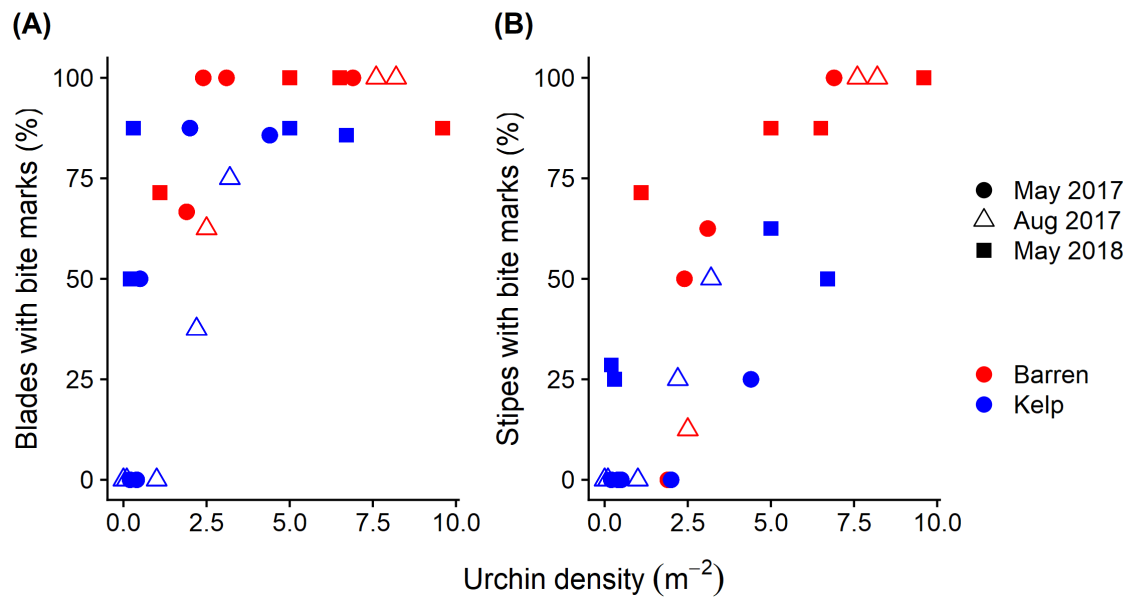 (A)
(B)
Blades with bite marks (%)
100
75
50
25
0
0.0 2.5 5.0 7.5 10.0
Stipes with bite marks (%)
100
75
50
25
0
0.0 2.5 5.0 7.5 10.0
May 2017
Aug 2017
May 2018
Barren
Kelp
Urchin density (m⁻²)